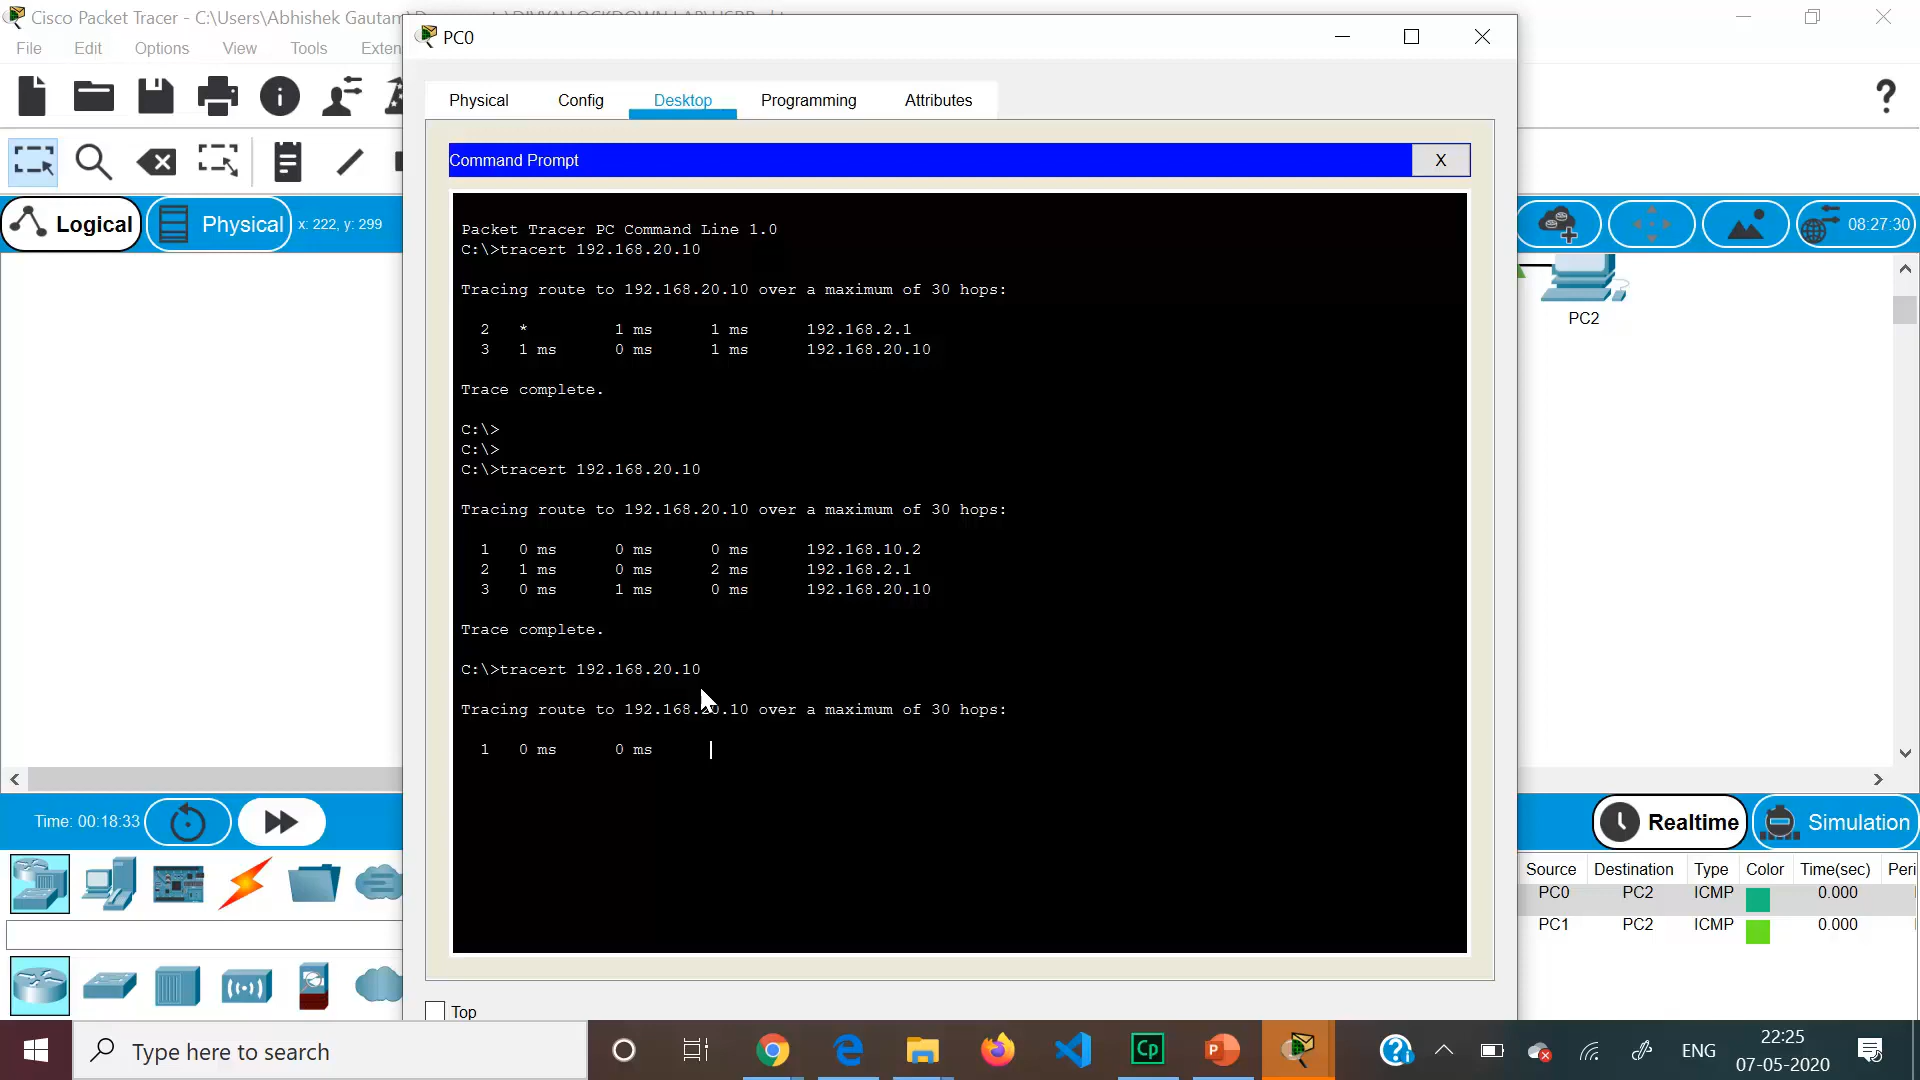 Cisco Packet Tracer - C:\Users\Abhishek Gautam
PC0
File Edit Options View Tools Exten
Physical Config Desktop Programming Attributes
Command Prompt
X
Logical
Physical
x: 222, y: 299
08:27:30
Packet Tracer PC Command Line 1.0
C:\>tracert 192.168.20.10
Tracing route to 192.168.20.10 over a maximum of 30 hops:
2 * 1 ms 1 ms 192.168.2.1
3 1 ms 0 ms 1 ms 192.168.20.10
Trace complete.
C:\>
C:\>
C:\>tracert 192.168.20.10
Tracing route to 192.168.20.10 over a maximum of 30 hops:
1 0 ms 0 ms 0 ms 192.168.10.2
2 1 ms 0 ms 2 ms 192.168.2.1
3 0 ms 1 ms 0 ms 192.168.20.10
Trace complete.
C:\>tracert 192.168.20.10
Tracing route to 192.168.20.10 over a maximum of 30 hops:
1 0 ms 0 ms
PC2
Time: 00:18:33
Realtime
Simulation
Source Destination Type Color Time(sec) Peri
PC0 PC2 ICMP 0.000
PC1 PC2 ICMP 0.000
Top
Type here to search
Cp
ENG
22:25
07-05-2020